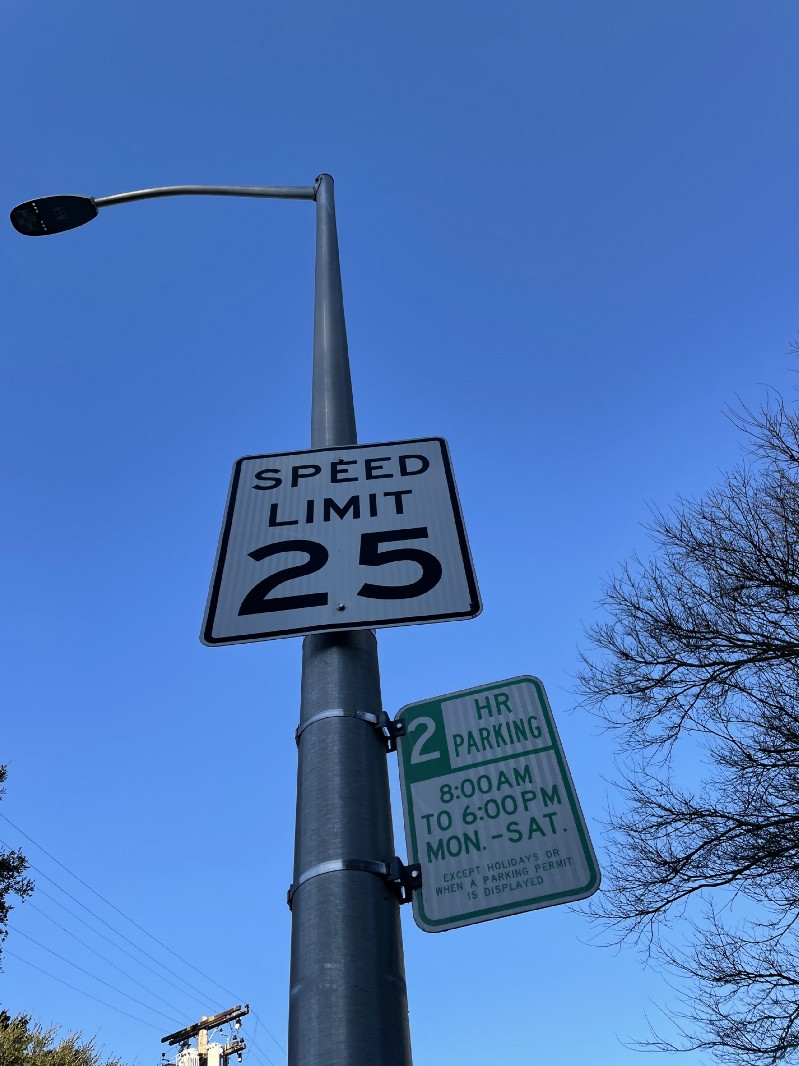 SPEED
LIMIT
25
2 HR
PARKING
8:00AM
TO 6:00PM
MON.-SAT.
EXCEPT HOLIDAYS OR
WHEN A PARKING PERMIT
IS DISPLAYED